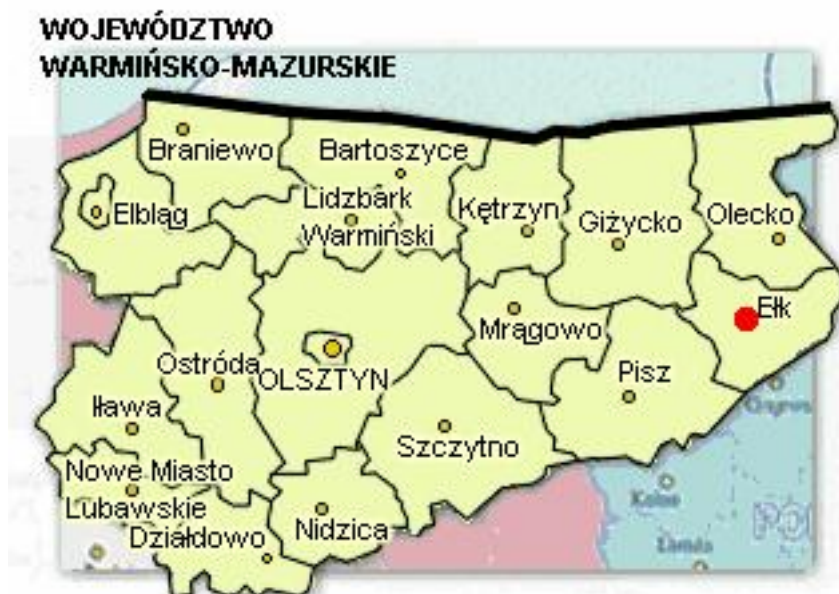 WOJEWÓDZTWO
WARMIŃSKO-MAZURSKIE
Braniewo
Bartoszyce
Elbląg
Lidzbark
Warmiński
Kętrzyn
Giżycko
Olecko
Ełk
Mrągowo
Ostróda
OLSZTYN
Pisz
Iława
Szczytno
Nowe Miasto
Lubawskie
Działdowo
Nidzica